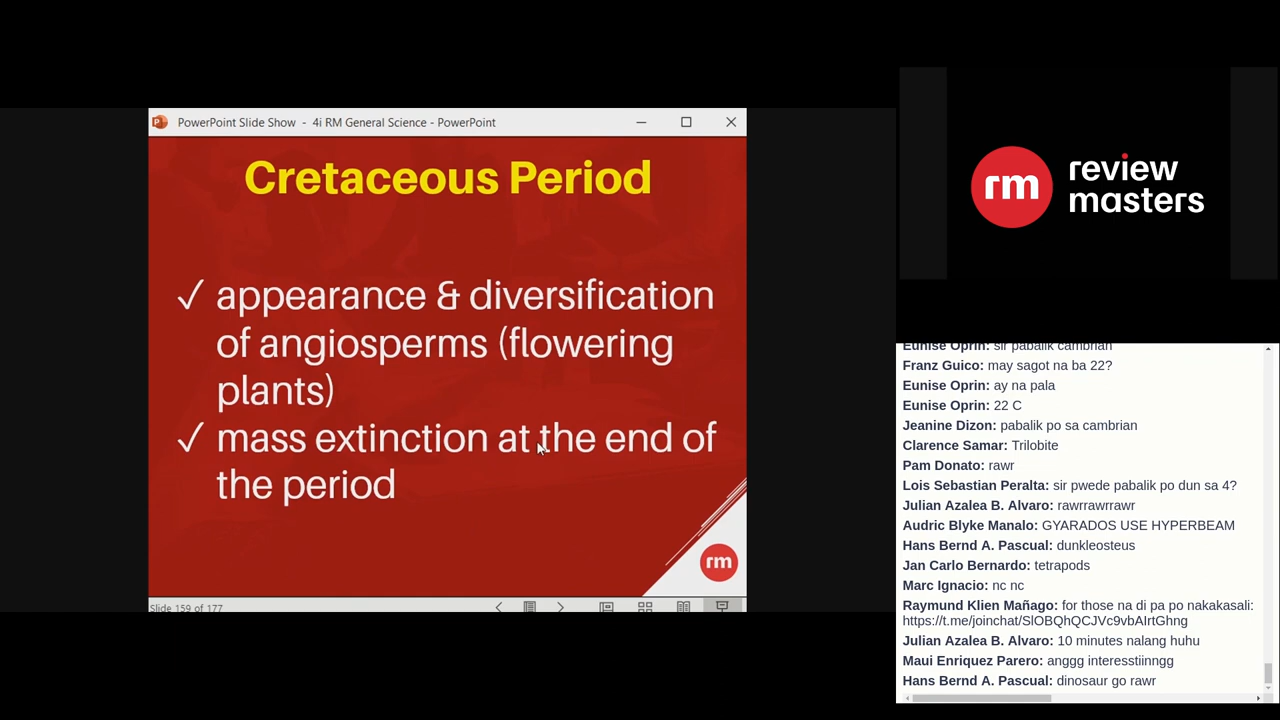 PowerPoint Slide Show - 4i RM General Science - PowerPoint
Cretaceous Period
✓ appearance & diversification
of angiosperms (flowering
plants)
✓ mass extinction at the end of
the period
rm
Slide 159 of 177
rm review
masters
Eunise Oprin: sir pabalik cambrian
Franz Guico: may sagot na ba 22?
Eunise Oprin: ay na pala
Eunise Oprin: 22 C
Jeanine Dizon: pabalik po sa cambrian
Clarence Samar: Trilobite
Pam Donato: rawr
Lois Sebastian Peralta: sir pwede pabalik po dun sa 4?
Julian Azalea B. Alvaro: rawrrawrrawr
Audric Blyke Manalo: GYARADOS USE HYPERBEAM
Hans Bernd A. Pascual: dunkleosteus
Jan Carlo Bernardo: tetrapods
Marc Ignacio: nc nc
Raymund Klien Mañago: for those na di pa po nakakasali:
https://t.me/joinchat/SlOBQhQCJVc9vbAIrtGhng
Julian Azalea B. Alvaro: 10 minutes nalang huhu
Maui Enriquez Parero: anggg interesstiinngg
Hans Bernd A. Pascual: dinosaur go rawr